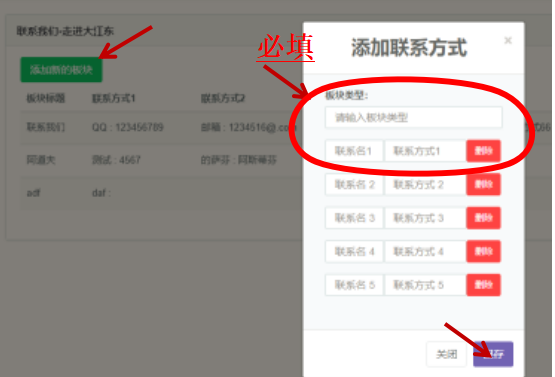 联系我们-走进大江东
添加新的板块
板块标题 联系方式1 联系方式2
联系我们 QQ : 123456789 邮箱 : 1234516@.com
阿道夫 测试 : 4567 的萨芬 : 阿斯蒂芬
adf daf :
必填
添加联系方式
×
板块类型:
请输入板块类型
联系名1 联系方式1 删除
联系名 2 联系方式 2 删除
联系名 3 联系方式 3 删除
联系名 4 联系方式 4 删除
联系名 5 联系方式 5 删除
关闭 保存